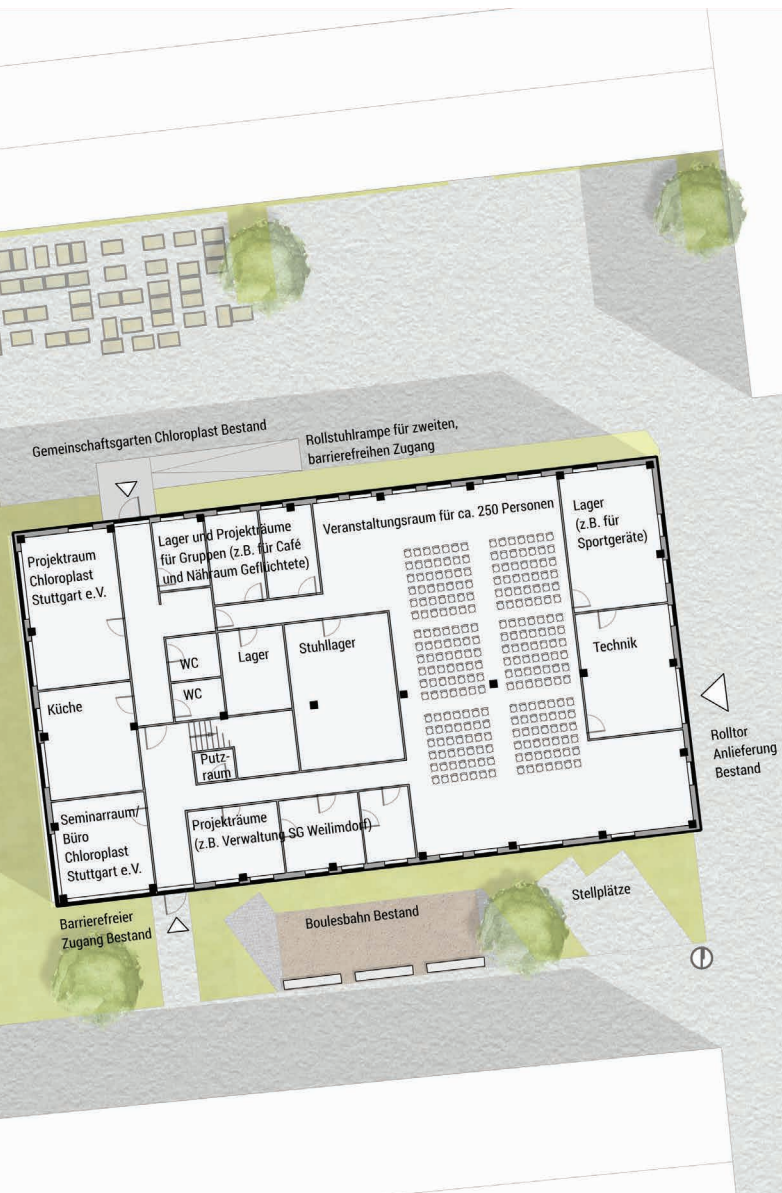 Gemeinschaftsgarten Chloroplast Bestand
Rollstuhlrampe für zweiten,
barrierefreihen Zugang
Projektraum
Chloroplast
Stuttgart e.V.
Lager und Projekträume
für Gruppen (z.B. für Café
und Nähraum Geflüchtete)
Veranstaltungsraum für ca. 250 Personen
Lager
(z.B. für
Sportgeräte)
WC
Lager
Stuhllager
Technik
WC
Küche
Rolltor
Anlieferung
Bestand
Putz-
raum
Seminarraum/
Büro
Chloroplast
Stuttgart e.V.
Projekträume
(z.B. Verwaltung SG Weilimdorf)
Barrierefreier
Zugang Bestand
Boulesbahn Bestand
Stellplätze